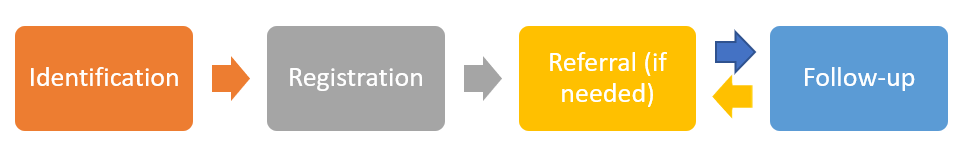 Identification
Registration
Referral (if
needed)
Follow-up